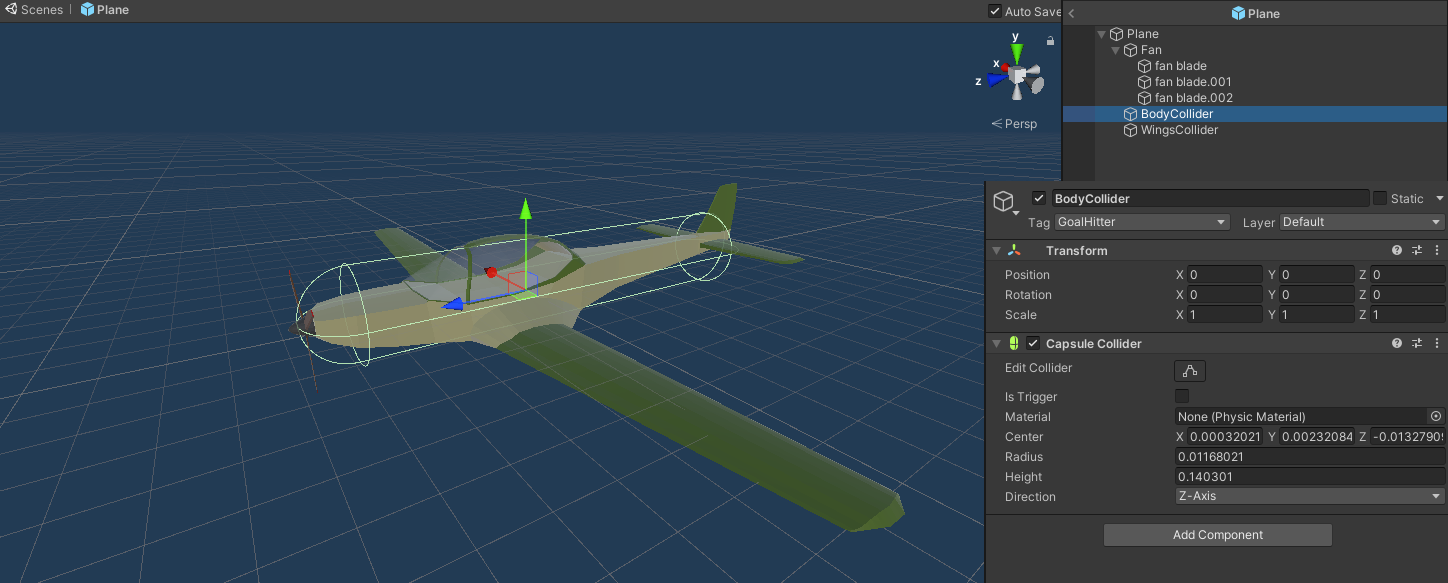 Scenes | Plane
Auto Save
Plane
Plane
Fan
fan blade
fan blade.001
fan blade.002
BodyCollider
WingsCollider
y
x
z
Persp
BodyCollider Static
Tag GoalHitter Layer Default
Transform
Position X 0 Y 0 Z 0
Rotation X 0 Y 0 Z 0
Scale X 1 Y 1 Z 1
Capsule Collider
Edit Collider
Is Trigger
Material None (Physic Material)
Center X 0.00032021 Y 0.00232084 Z -0.0132790
Radius 0.01168021
Height 0.140301
Direction Z-Axis
Add Component